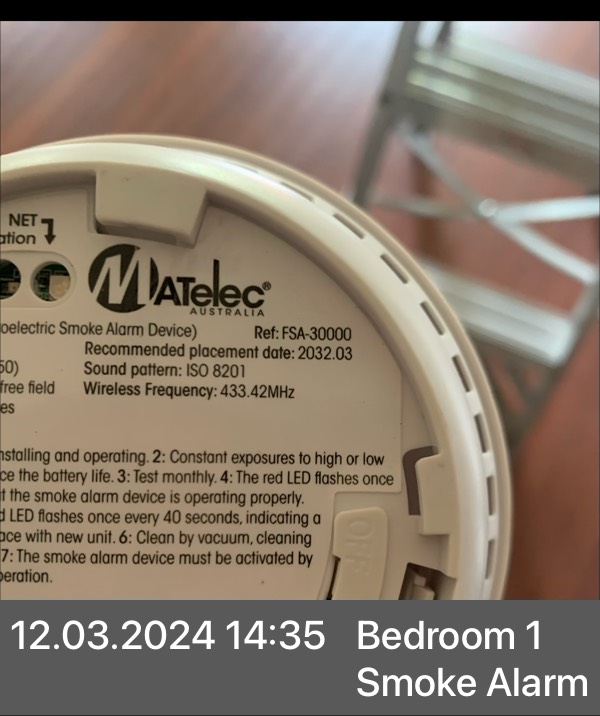 NET
ation
MATelec®
AUSTRALIA
oelectric Smoke Alarm Device) Ref: FSA-30000
Recommended placement date: 2032.03
50) Sound pattern: ISO 8201
free field Wireless Frequency: 433.42MHz
es
nstalling and operating. 2: Constant exposures to high or low
ce the battery life. 3: Test monthly. 4: The red LED flashes once
t the smoke alarm device is operating properly.
d LED flashes once every 40 seconds, indicating a
ace with new unit. 6: Clean by vacuum, cleaning
7: The smoke alarm device must be activated by
peration.
OFF
12.03.2024 14:35 Bedroom 1
Smoke Alarm